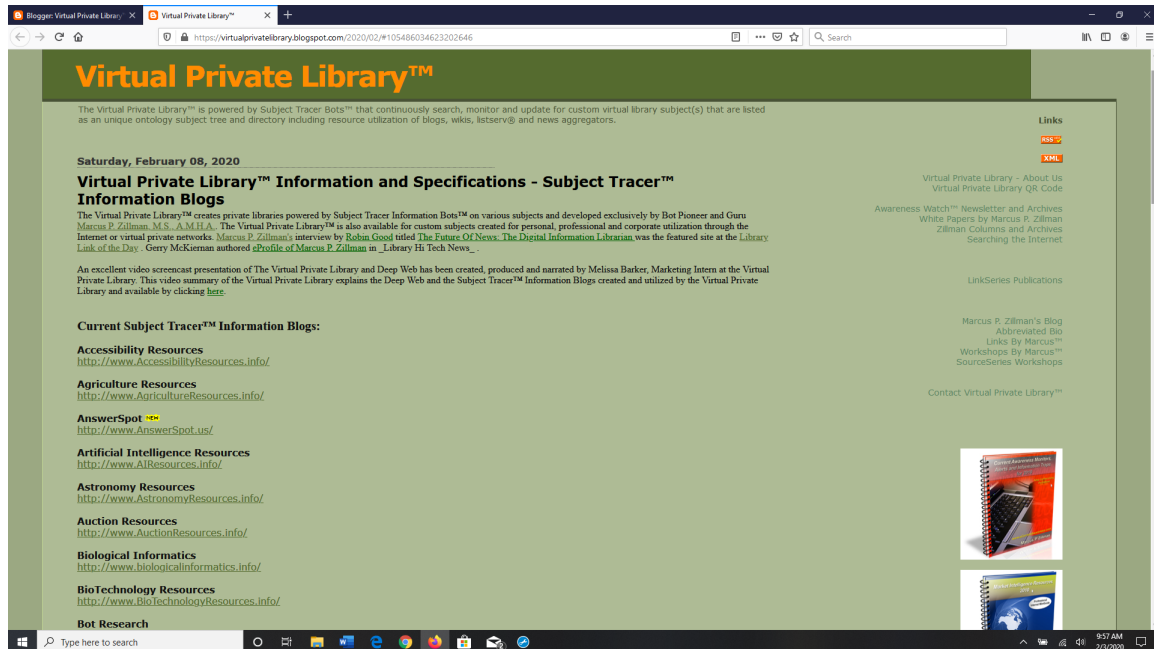 Blogger: Virtual Private Library
Virtual Private Library™
https://virtualprivatelibrary.blogspot.com/2020/02/#105486034623202646
Search
Virtual Private Library™
The Virtual Private Library™ is powered by Subject Tracer Bots™ that continuously search, monitor and update for custom virtual library subject(s) that are listed
as an unique ontology subject tree and directory including resource utilization of blogs, wikis, listserv® and news aggregators.
Saturday, February 08, 2020
Virtual Private Library™ Information and Specifications - Subject Tracer™
Information Blogs
The Virtual Private Library™ creates private libraries powered by Subject Tracer Information Bots™ on various subjects and developed exclusively by Bot Pioneer and Guru
Marcus P. Zillman, M.S., A.M.H.A.. The Virtual Private Library™ is also available for custom subjects created for personal, professional and corporate utilization through the
Internet or virtual private networks. Marcus P. Zillman's interview by Robin Good titled The Future Of News: The Digital Information Librarian was the featured site at the Library
Link of the Day . Gerry McKiernan authored eProfile of Marcus P. Zillman in _Library Hi Tech News_ .
An excellent video screencast presentation of The Virtual Private Library and Deep Web has been created, produced and narrated by Melissa Barker, Marketing Intern at the Virtual
Private Library. This video summary of the Virtual Private Library explains the Deep Web and the Subject Tracer™ Information Blogs created and utilized by the Virtual Private
Library and available by clicking here.
Current Subject Tracer™ Information Blogs:
Accessibility Resources
http://www.AccessibilityResources.info/
Agriculture Resources
http://www.AgricultureResources.info/
AnswerSpot NEW
http://www.AnswerSpot.us/
Artificial Intelligence Resources
http://www.AIResources.info/
Astronomy Resources
http://www.AstronomyResources.info/
Auction Resources
http://www.AuctionResources.info/
Biological Informatics
http://www.biologicalinformatics.info/
BioTechnology Resources
http://www.BioTechnologyResources.info/
Bot Research
Links
RSS
XML
Virtual Private Library - About Us
Virtual Private Library QR Code
Awareness Watch™ Newsletter and Archives
White Papers by Marcus P. Zillman
Zillman Columns and Archives
Searching the Internet
LinkSeries Publications
Marcus P. Zillman's Blog
Abbreviated Bio
Links By Marcus™
Workshops By Marcus™
SourceSeries Workshops
Contact Virtual Private Library™
Type here to search
9:57 AM
2/3/2020